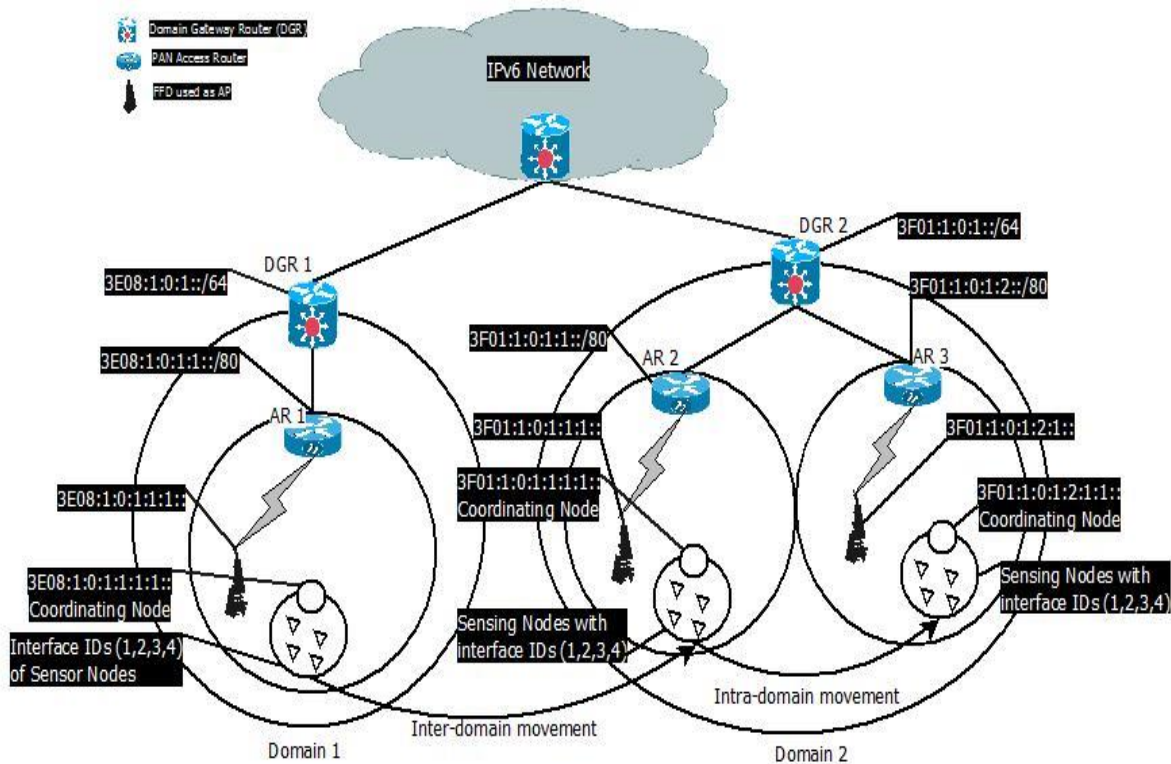 Domain Gateway Router (DGR)
PAN Access Router
FFD used as AP
IPv6 Network
DGR 2
3F01:1:0:1::/64
DGR 1
3E08:1:0:1::/64
3F01:1:0:1:2::/80
3F01:1:0:1:1::/80
3E08:1:0:1:1::/80
AR 2
AR 3
AR 1
3F01:1:0:1:1:1::
3F01:1:0:1:2:1::
3E08:1:0:1:1:1::
3F01:1:0:1:1:1:1::
Coordinating Node
3F01:1:0:1:2:1:1::
Coordinating Node
3E08:1:0:1:1:1:1::
Coordinating Node
Sensing Nodes with
interface IDs (1,2,3,4)
Sensing Nodes with
interface IDs (1,2,3,4)
Interface IDs (1,2,3,4)
of Sensor Nodes
Intra-domain movement
Inter-domain movement
Domain 1
Domain 2